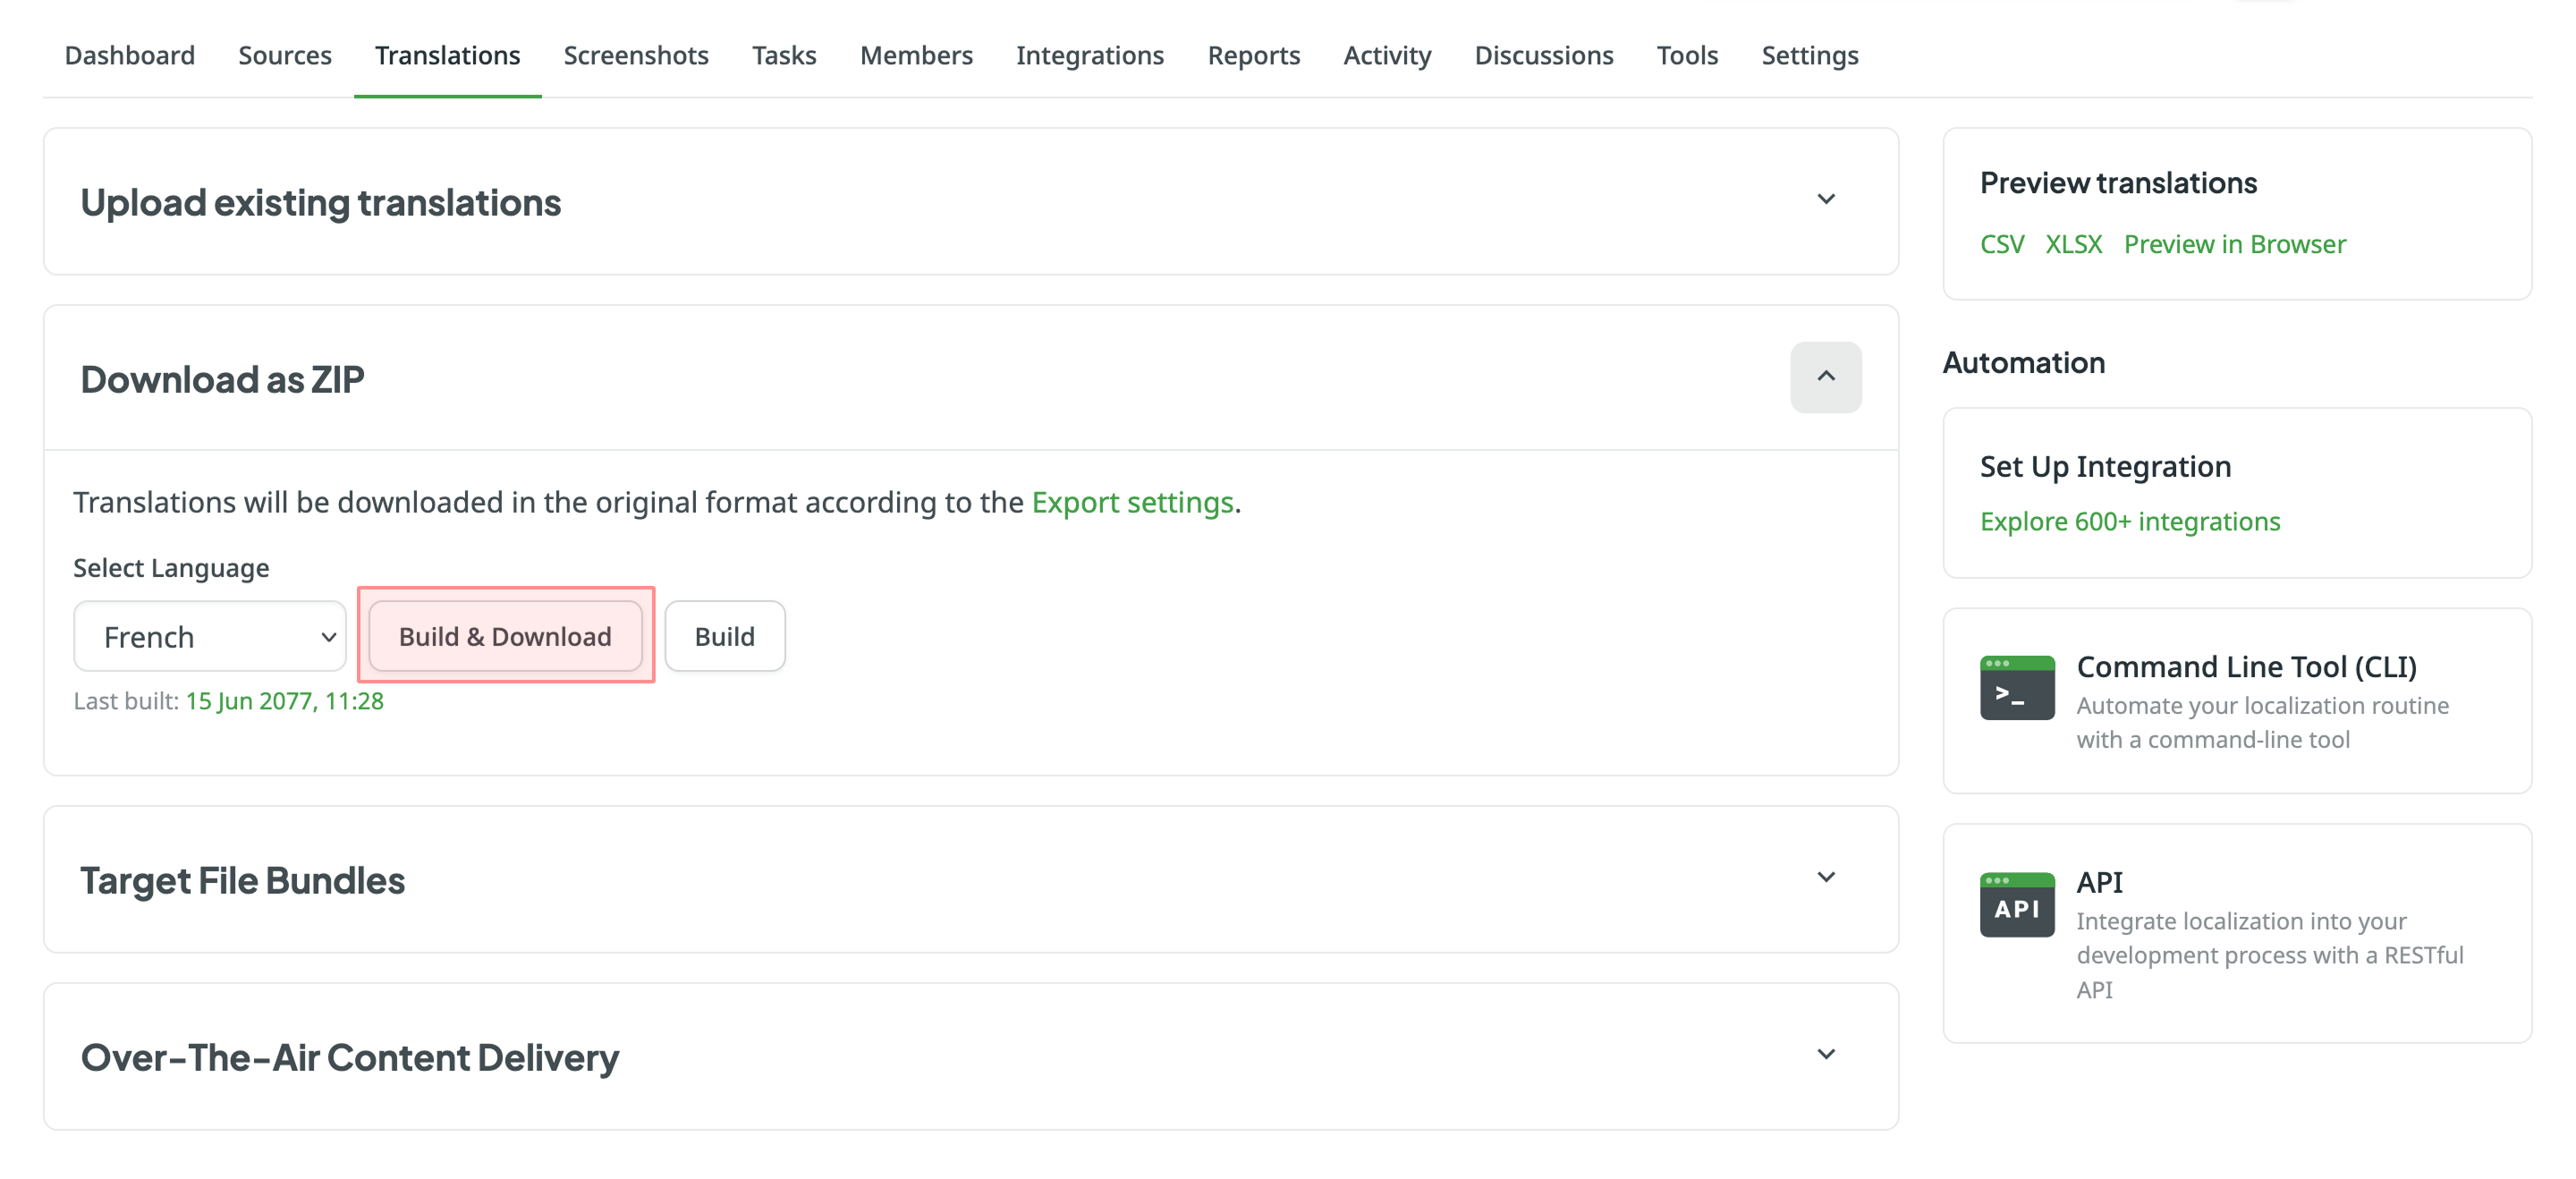 Dashboard Sources Translations Screenshots Tasks Members Integrations Reports Activity Discussions Tools Settings
Upload existing translations
Download as ZIP
Translations will be downloaded in the original format according to the Export settings.
Select Language
French Build & Download Build
Last built: 15 Jun 2077, 11:28
Target File Bundles
Over-The-Air Content Delivery
Preview translations
CSV XLSX Preview in Browser
Automation
Set Up Integration
Explore 600+ integrations
>_
Command Line Tool (CLI)
Automate your localization routine
with a command-line tool
API
API
Integrate localization into your
development process with a RESTful
API